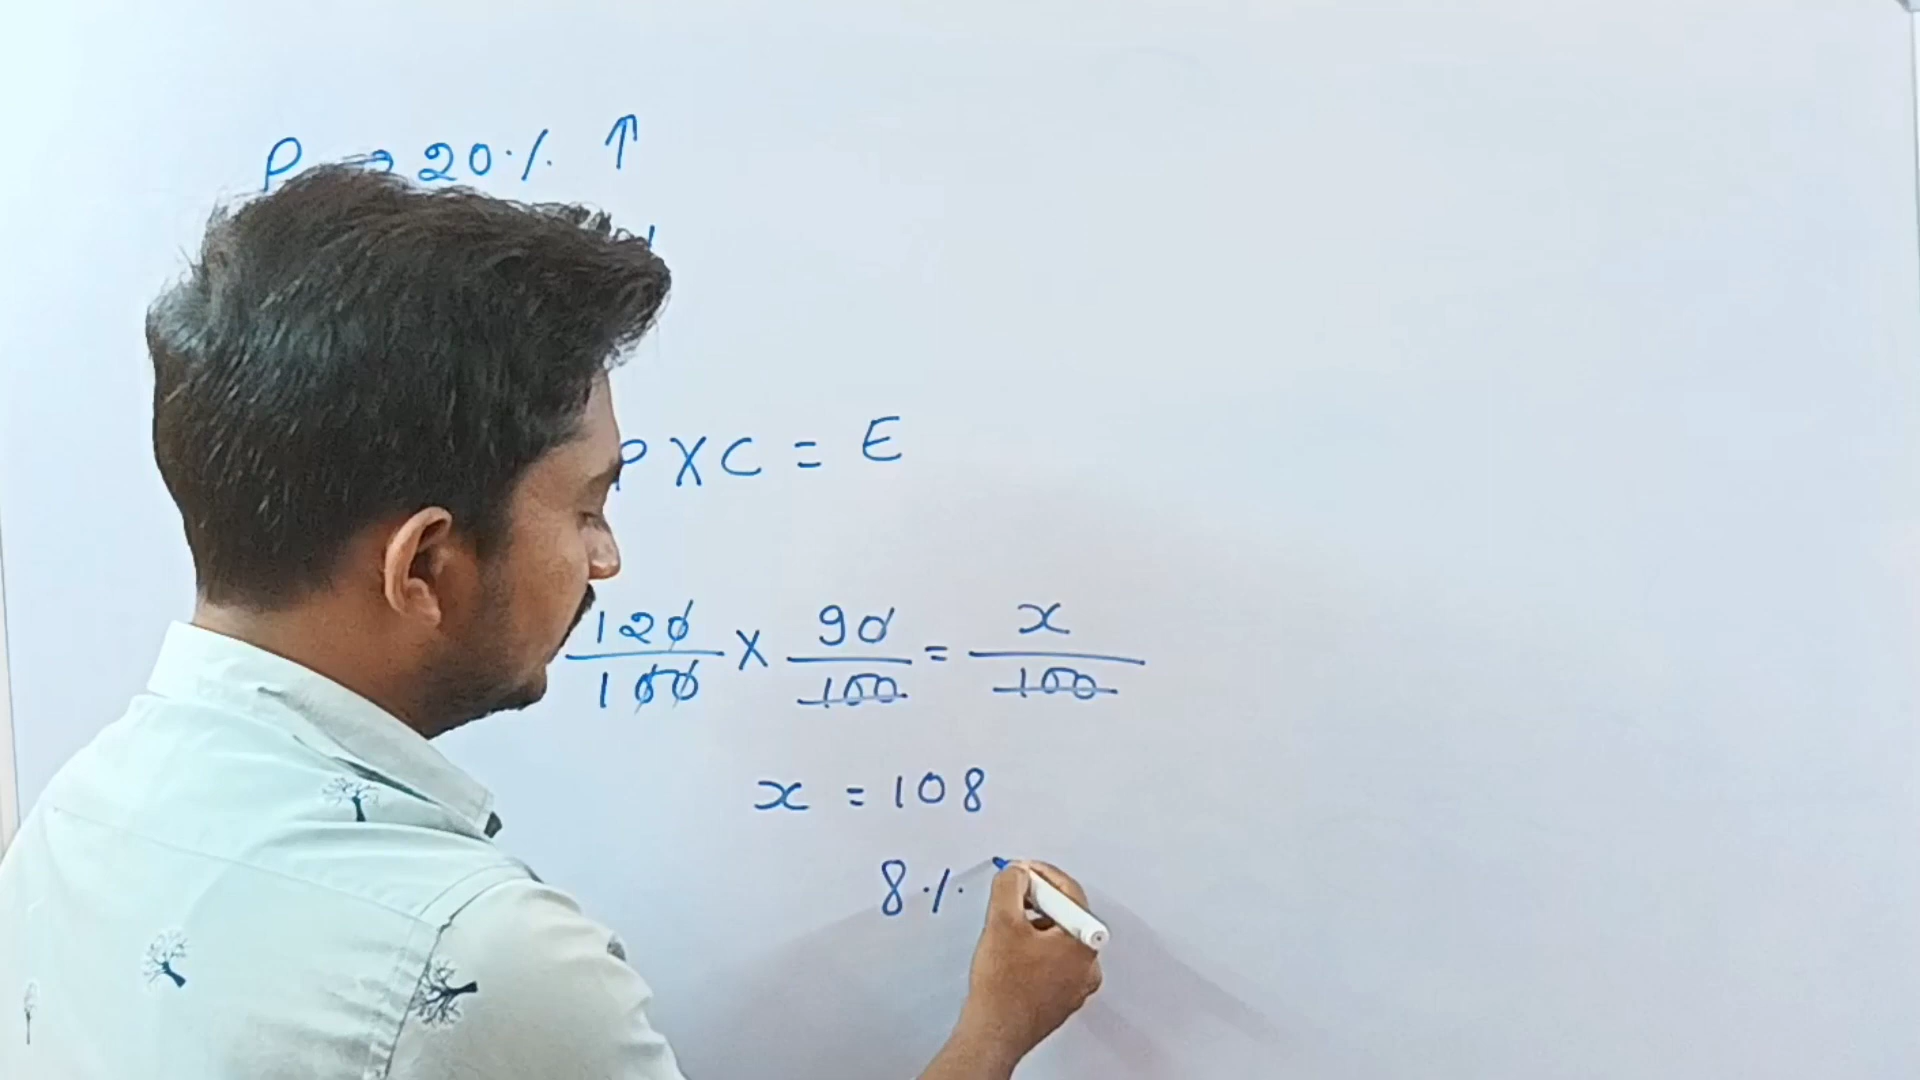 P → 20% ↑
P X C = E
120/100 X 90/100 = x/100
x = 108
8%